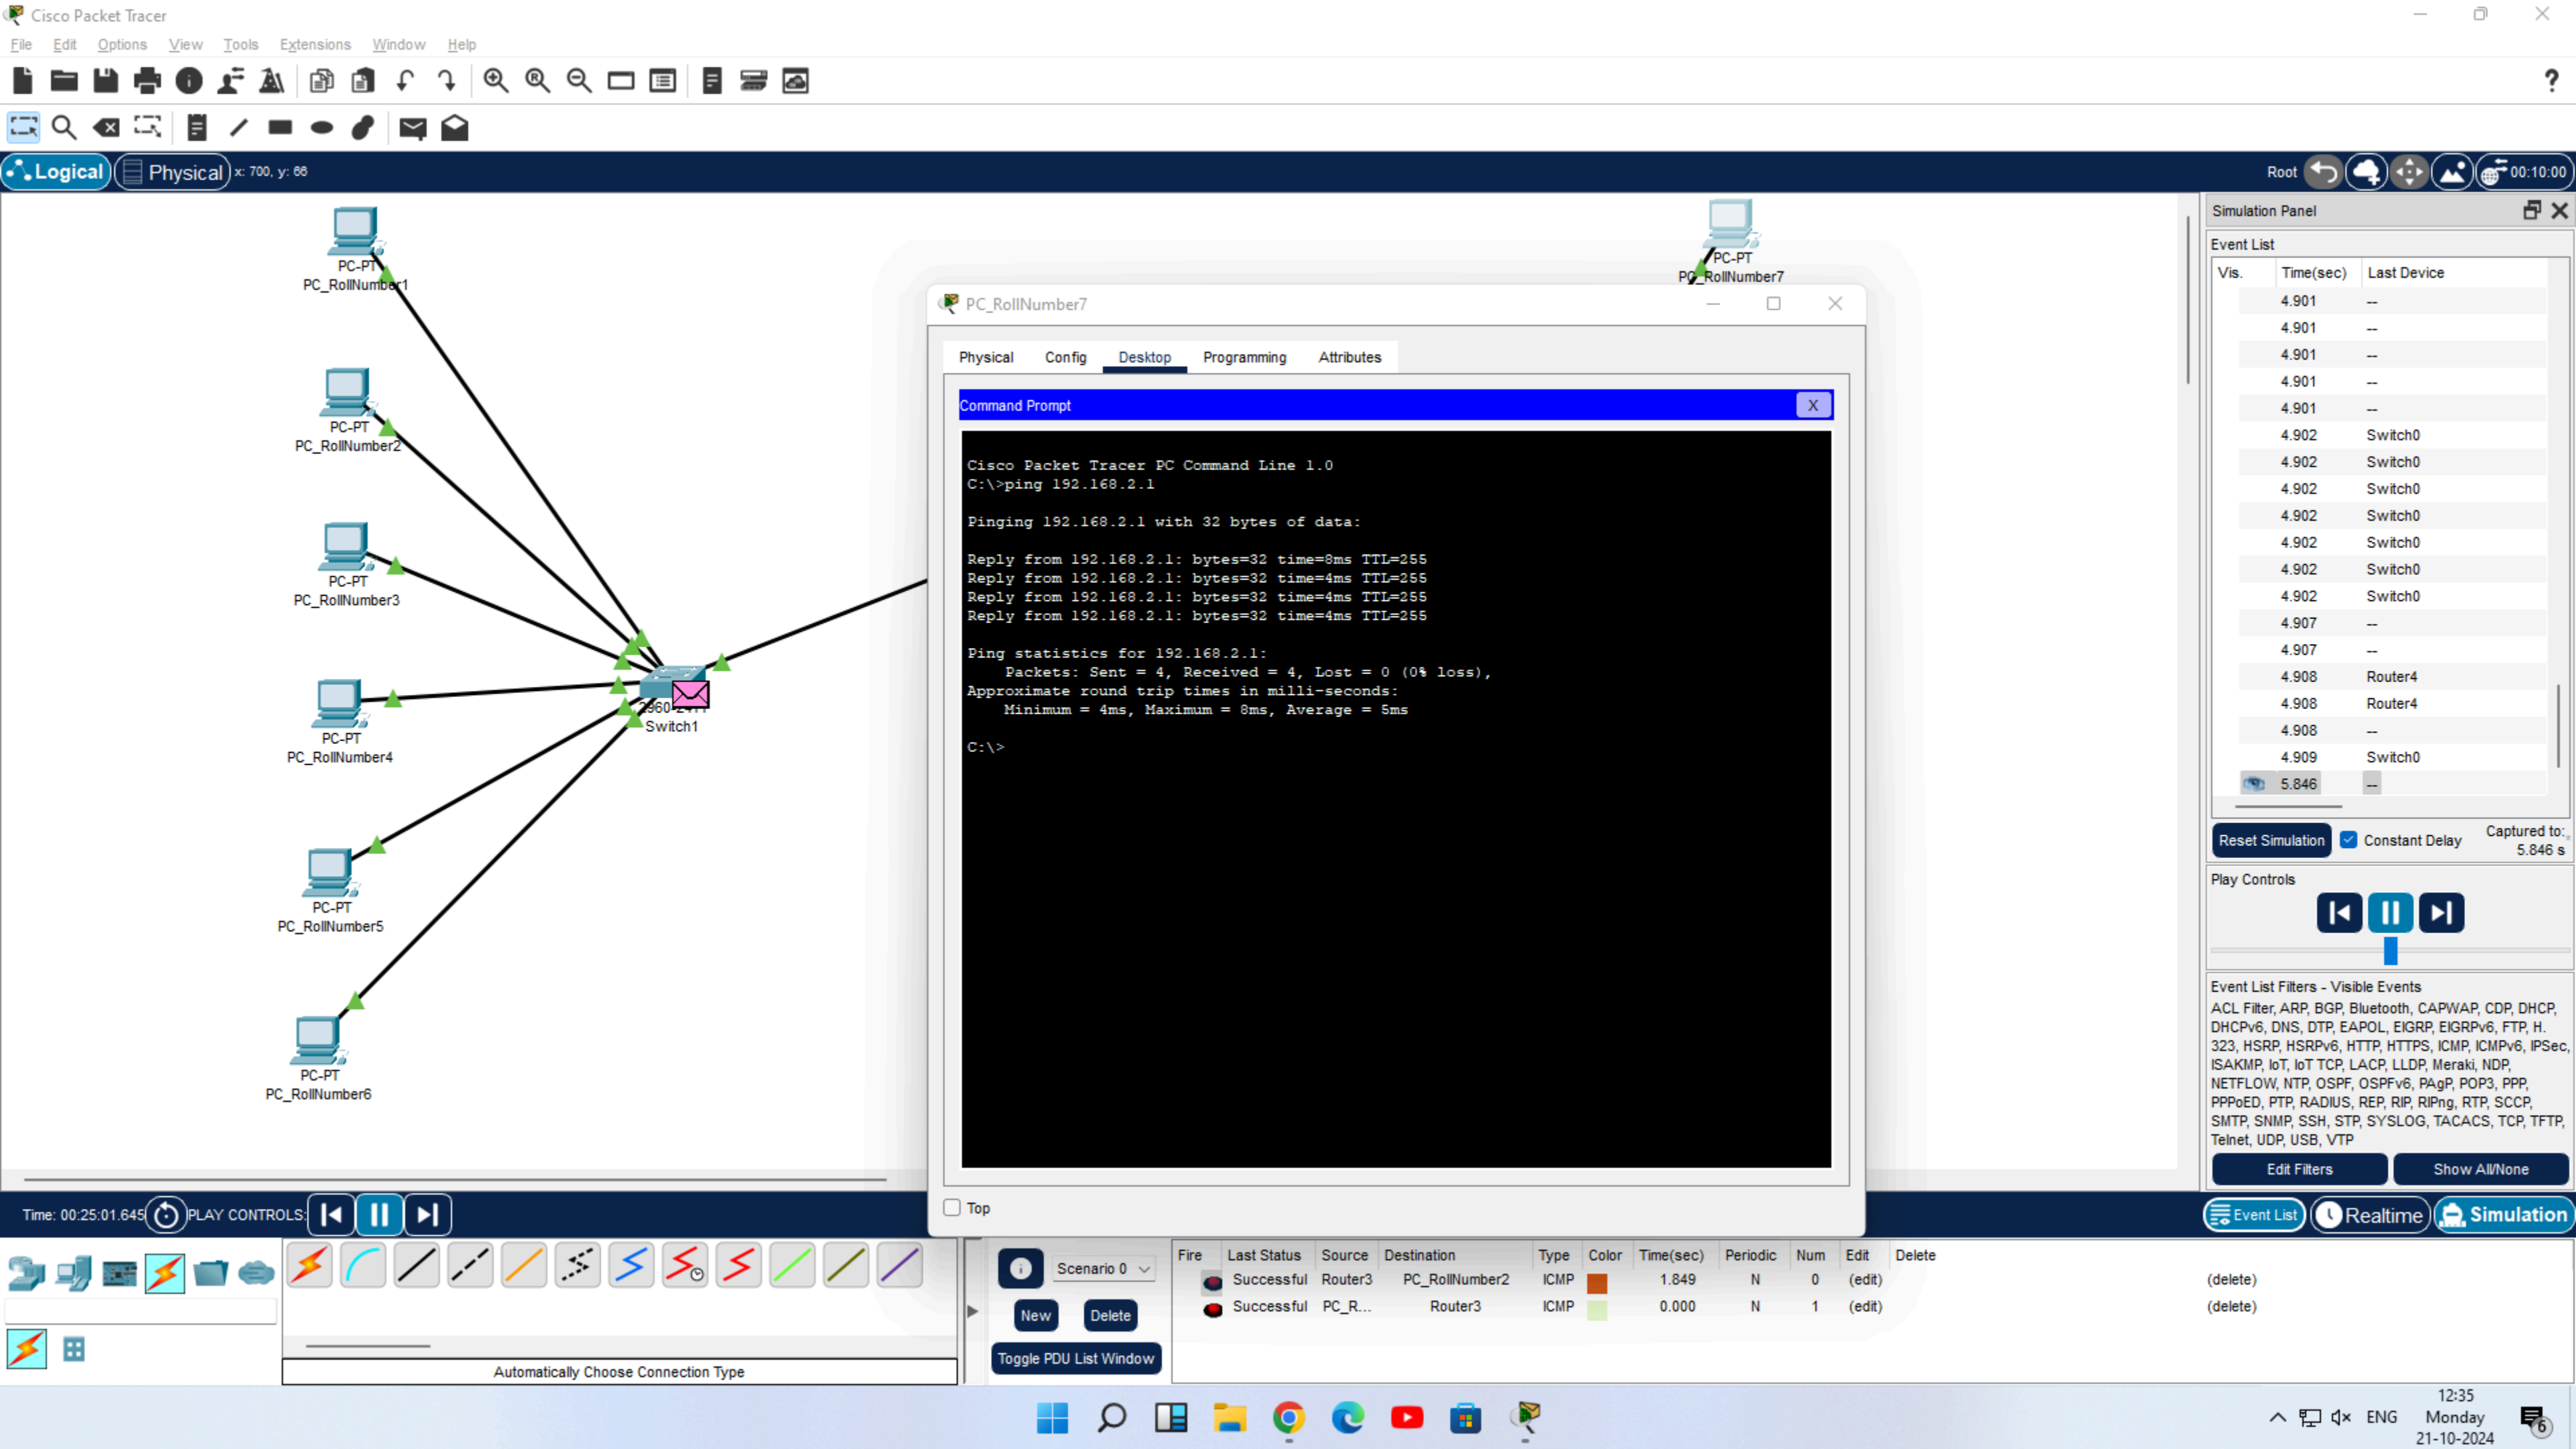 Cisco Packet Tracer
File Edit Options View Tools Extensions Window Help
?
Logical Physical x: 700, y: 66
Root 00:10:00
PC-PT
PC_RollNumber1
PC-PT
PC_RollNumber2
PC-PT
PC_RollNumber3
PC-PT
PC_RollNumber4
PC-PT
PC_RollNumber5
PC-PT
PC_RollNumber6
Switch1
PC-PT
PC_RollNumber7
PC_RollNumber7
Physical Config Desktop Programming Attributes
Command Prompt X
Cisco Packet Tracer PC Command Line 1.0
C:\>ping 192.168.2.1
Pinging 192.168.2.1 with 32 bytes of data:
Reply from 192.168.2.1: bytes=32 time=8ms TTL=255
Reply from 192.168.2.1: bytes=32 time=4ms TTL=255
Reply from 192.168.2.1: bytes=32 time=4ms TTL=255
Reply from 192.168.2.1: bytes=32 time=4ms TTL=255
Ping statistics for 192.168.2.1:
Packets: Sent = 4, Received = 4, Lost = 0 (0% loss),
Approximate round trip times in milli-seconds:
Minimum = 4ms, Maximum = 8ms, Average = 5ms
C:\>
Top
Simulation Panel
Event List
Vis. Time(sec) Last Device
4.901 --
4.901 --
4.901 --
4.901 --
4.901 --
4.902 Switch0
4.902 Switch0
4.902 Switch0
4.902 Switch0
4.902 Switch0
4.902 Switch0
4.902 Switch0
4.907 --
4.907 --
4.908 Router4
4.908 Router4
4.908 --
4.909 Switch0
5.846 --
Reset Simulation Constant Delay Captured to:
5.846 s
Play Controls
Event List Filters - Visible Events
ACL Filter, ARP, BGP, Bluetooth, CAPWAP, CDP, DHCP,
DHCPv6, DNS, DTP, EAPOL, EIGRP, EIGRPv6, FTP, H.
323, HSRP, HSRPv6, HTTP, HTTPS, ICMP, ICMPv6, IPSec,
ISAKMP, IoT, IoT TCP, LACP, LLDP, Meraki, NDP,
NETFLOW, NTP, OSPF, OSPFv6, PAgP, POP3, PPP,
PPPoED, PTP, RADIUS, REP, RIP, RIPng, RTP, SCCP,
SMTP, SNMP, SSH, STP, SYSLOG, TACACS, TCP, TFTP,
Telnet, UDP, USB, VTP
Edit Filters Show All/None
Time: 00:25:01.645 PLAY CONTROLS:
Event List Realtime Simulation
Automatically Choose Connection Type
Scenario 0
New Delete
Toggle PDU List Window
Fire Last Status Source Destination Type Color Time(sec) Periodic Num Edit Delete
Successful Router3 PC_RollNumber2 ICMP 1.849 N 0 (edit) (delete)
Successful PC_R... Router3 ICMP 0.000 N 1 (edit) (delete)
ENG
12:35
Monday
21-10-2024
6